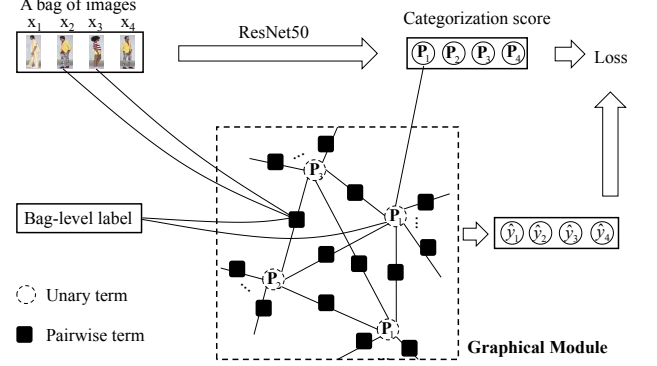 A bag of images
x1 x2 x3 x4
ResNet50
Categorization score
P1 P2 P3 P4
Loss
P3
P1
Bag-level label
ŷ1 ŷ2 ŷ3 ŷ4
P2
Unary term
P1
Pairwise term
Graphical Module